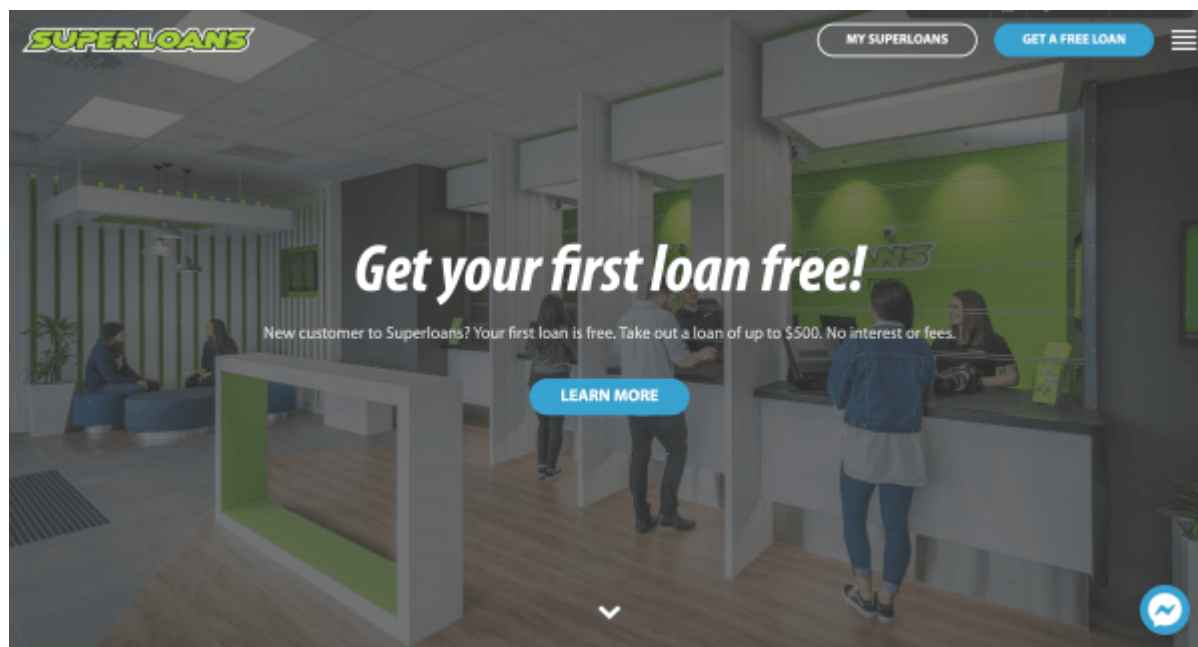 SUPERLOANS
MY SUPERLOANS
GET A FREE LOAN
Get your first loan free!
New customer to Superloans? Your first loan is free. Take out a loan of up to $500. No interest or fees.
LEARN MORE